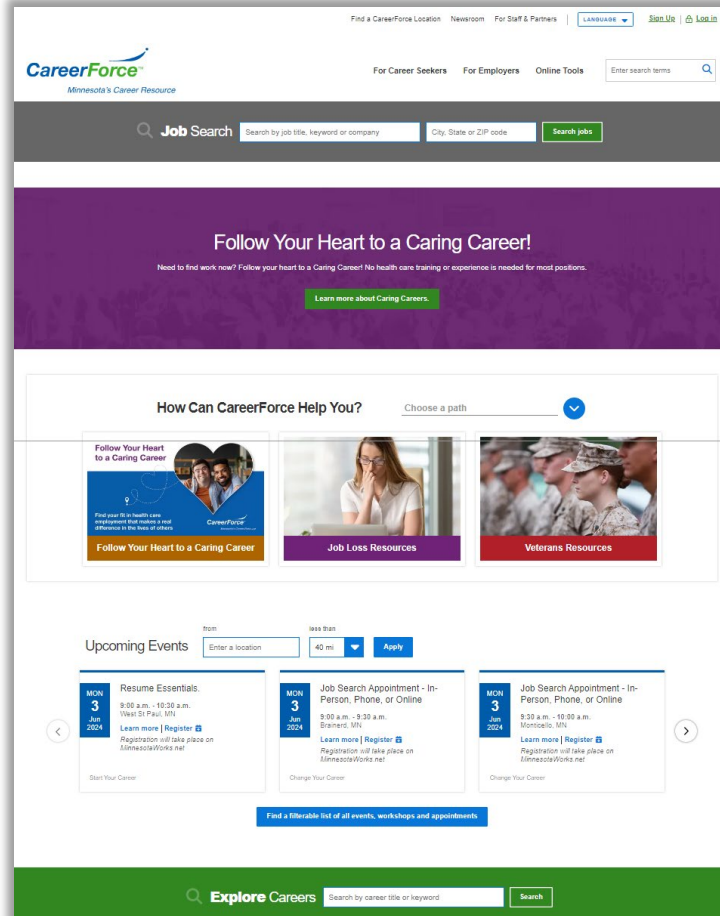 Find a CareerForce Location Newsroom For Staff & Partners LANGUAGE Sign Up Log in
CareerForce™
Minnesota's Career Resource
For Career Seekers For Employers Online Tools Enter search terms
Job Search Search by job title, keyword or company City, State or ZIP code Search jobs
Follow Your Heart to a Caring Career!
Need to find work now? Follow your heart to a Caring Career! No health care training or experience is needed for most positions.
Learn more about Caring Careers.
How Can CareerForce Help You? Choose a path
Follow Your Heart
to a Caring Career
Find your fit in health care
employment that makes a real
difference in the lives of others
CareerForce
Follow Your Heart to a Caring Career
Job Loss Resources
Veterans Resources
from less than
Upcoming Events Enter a location 40 mi Apply
MON
3
Jun
2024
Resume Essentials.
9:00 a.m. - 10:30 a.m.
West St Paul, MN
Learn more | Register
Registration will take place on
MinnesotaWorks.net
Start Your Career
MON
3
Jun
2024
Job Search Appointment - In-
Person, Phone, or Online
9:00 a.m. - 9:30 a.m.
Brainerd, MN
Learn more | Register
Registration will take place on
MinnesotaWorks.net
Change Your Career
MON
3
Jun
2024
Job Search Appointment - In-
Person, Phone, or Online
9:30 a.m. - 10:00 a.m.
Monticello, MN
Learn more | Register
Registration will take place on
MinnesotaWorks.net
Change Your Career
Find a filterable list of all events, workshops and appointments
Explore Careers Search by career title or keyword Search